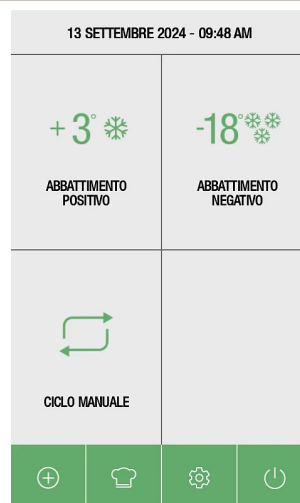 13 SETTEMBRE 2024 - 09:48 AM
+3°
-18°
ABBATTIMENTO
POSITIVO
ABBATTIMENTO
NEGATIVO
CICLO MANUALE